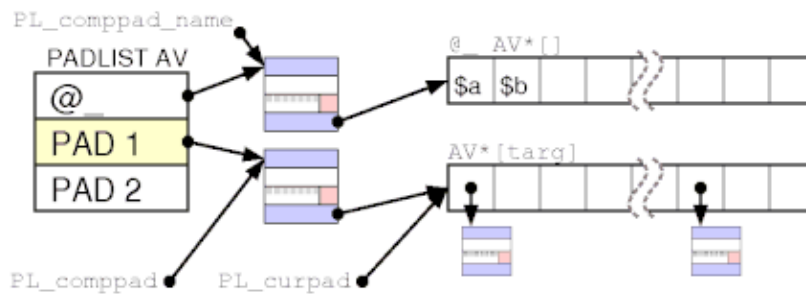 PL_comppad_name
PADLIST AV
@_
PAD 1
PAD 2
@_ AV*[]
$a $b
AV*[targ]
PL_comppad
PL_curpad